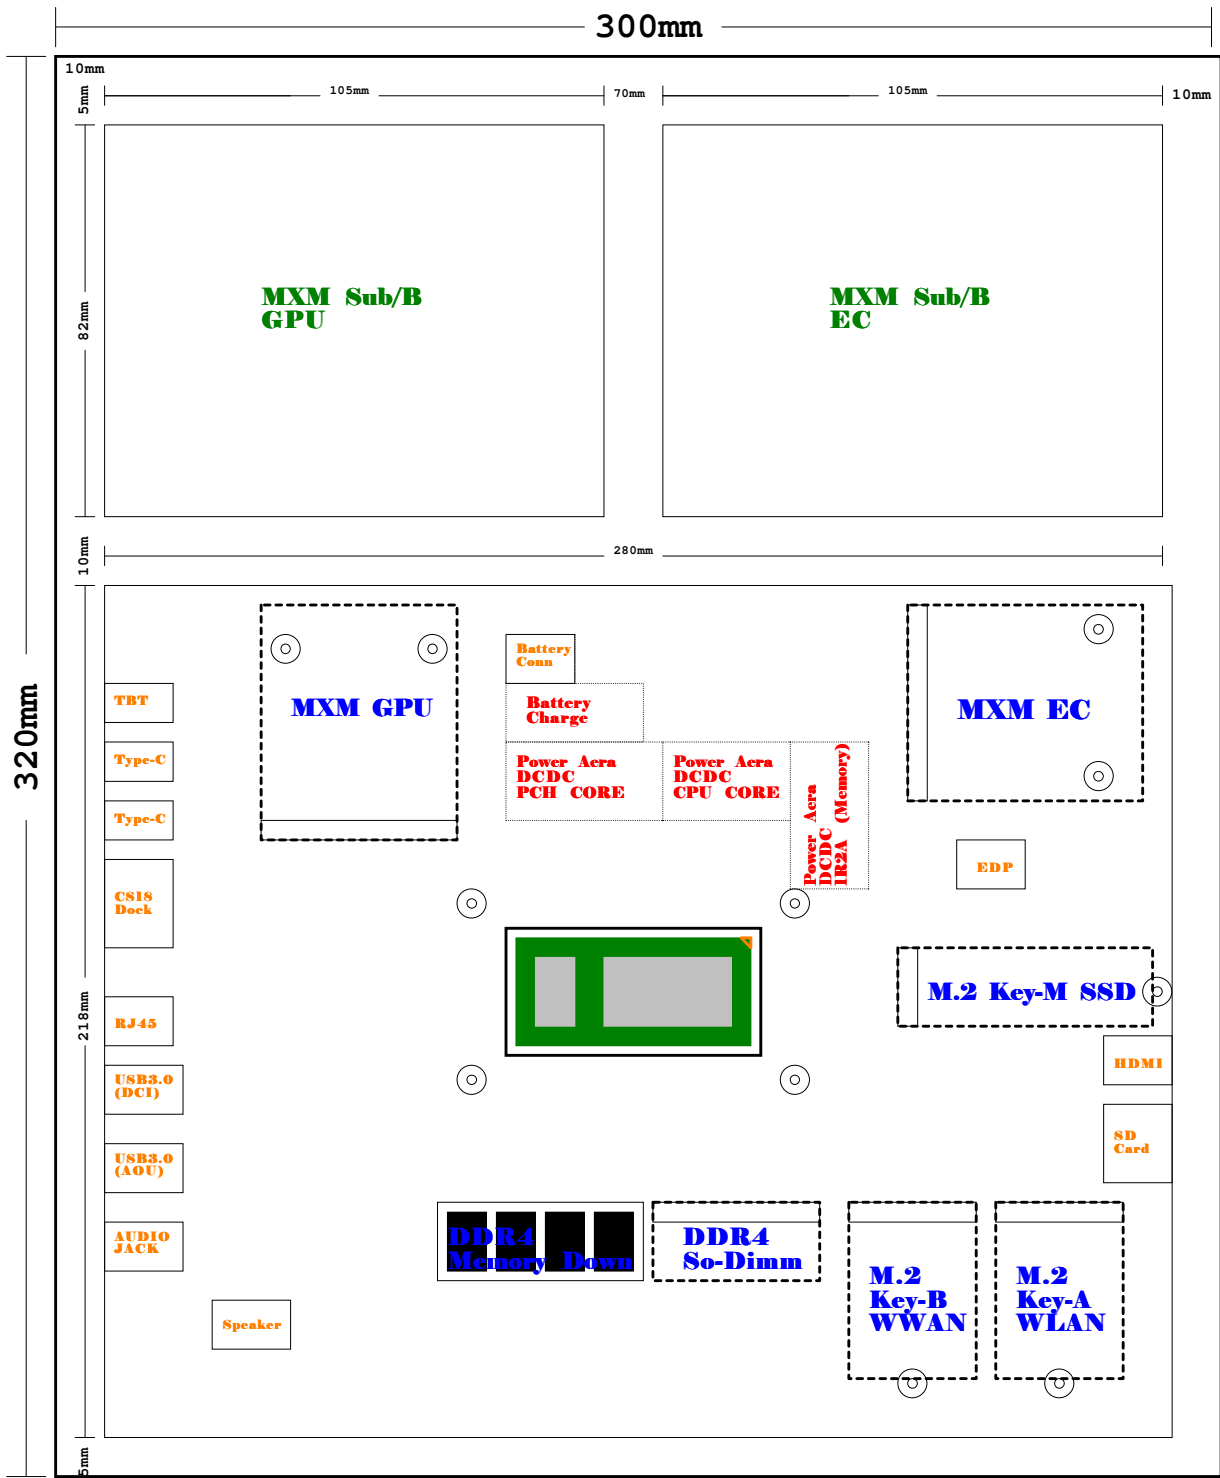 300mm
10mm
5mm
105mm
70mm
105mm
10mm
MXM Sub/B
GPU
MXM Sub/B
EC
82mm
10mm
280mm
320mm
Battery
Conn
TBT
MXM GPU
Battery
Charge
MXM EC
Type-C
Power Aera
DCDC
PCH CORE
Power Aera
DCDC
CPU CORE
Power Aera
DCDC
IR2A (Memory)
Type-C
EDP
CS18
Dock
M.2 Key-M SSD
218mm
RJ45
HDMI
USB3.0
(DCI)
SD
Card
USB3.0
(AOU)
AUDIO
JACK
DDR4
Memory Down
DDR4
So-Dimm
M.2
Key-B
WWAN
M.2
Key-A
WLAN
Speaker
5mm